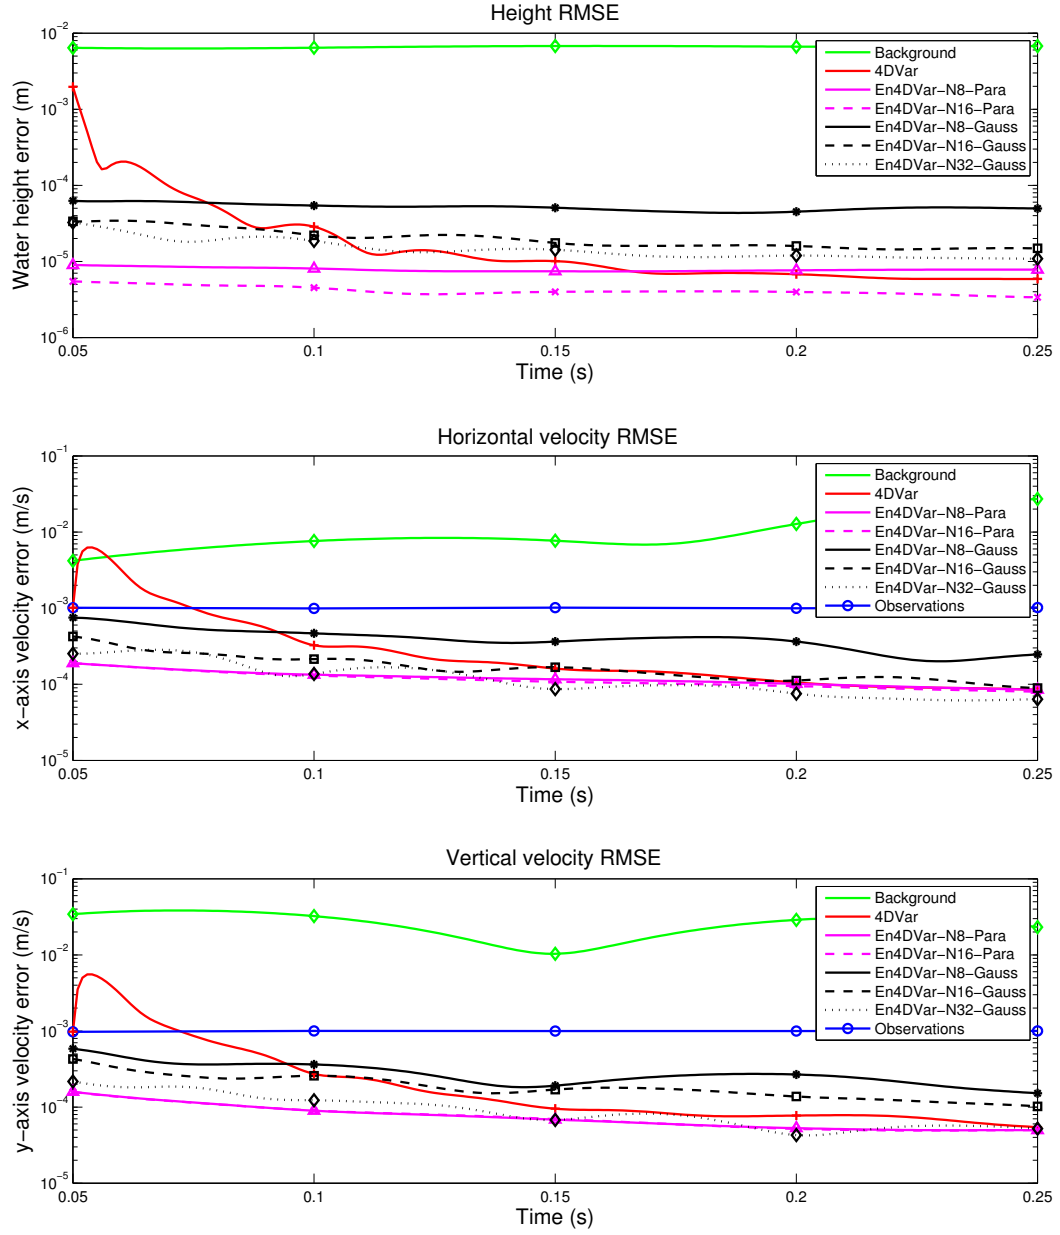 Height RMSE
Water height error (m)
10−2
10−3
10−4
10−5
10−6
0.05 0.1 0.15 0.2 0.25
Time (s)
Background
4DVar
En4DVar−N8−Para
En4DVar−N16−Para
En4DVar−N8−Gauss
En4DVar−N16−Gauss
En4DVar−N32−Gauss
Horizontal velocity RMSE
x−axis velocity error (m/s)
10−1
10−2
10−3
10−4
10−5
0.05 0.1 0.15 0.2 0.25
Time (s)
Background
4DVar
En4DVar−N8−Para
En4DVar−N16−Para
En4DVar−N8−Gauss
En4DVar−N16−Gauss
En4DVar−N32−Gauss
Observations
Vertical velocity RMSE
y−axis velocity error (m/s)
10−1
10−2
10−3
10−4
10−5
0.05 0.1 0.15 0.2 0.25
Time (s)
Background
4DVar
En4DVar−N8−Para
En4DVar−N16−Para
En4DVar−N8−Gauss
En4DVar−N16−Gauss
En4DVar−N32−Gauss
Observations